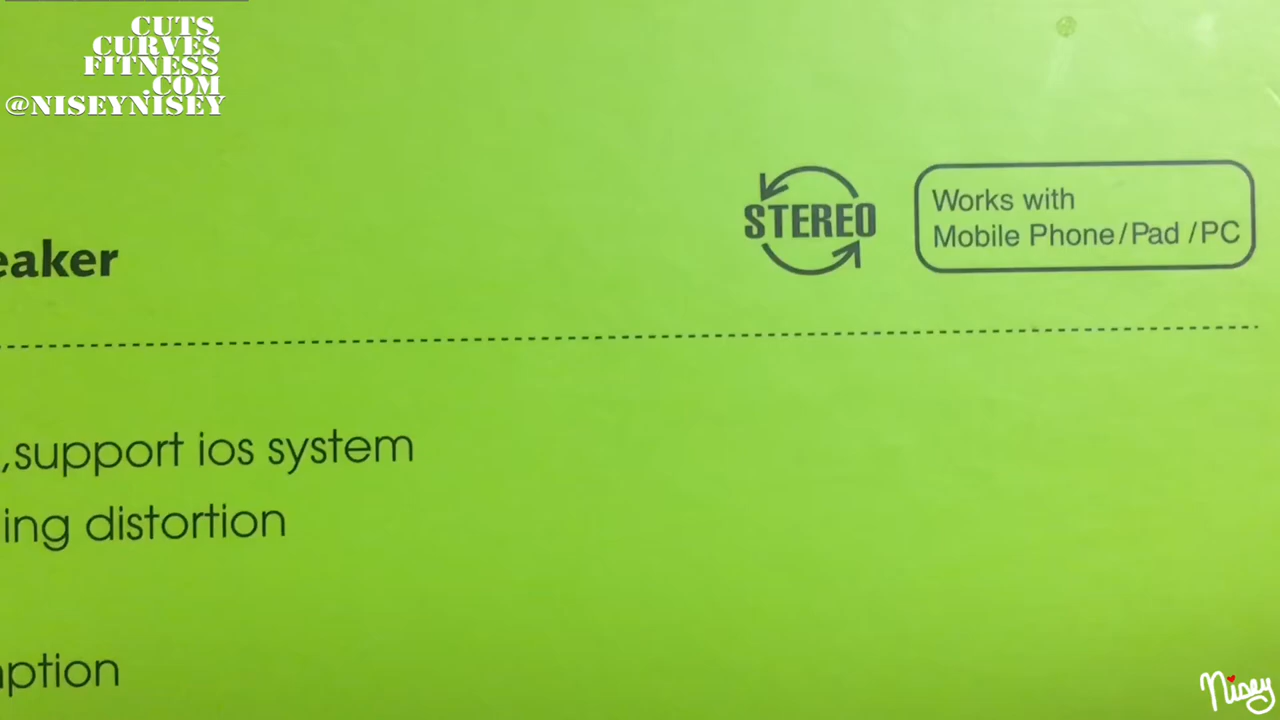 CUTS
CURVES
FITNESS
.COM
@NISEYNISEY
STEREO
Works with
Mobile Phone/Pad /PC
eaker
,support ios system
ing distortion
ption
Nisey